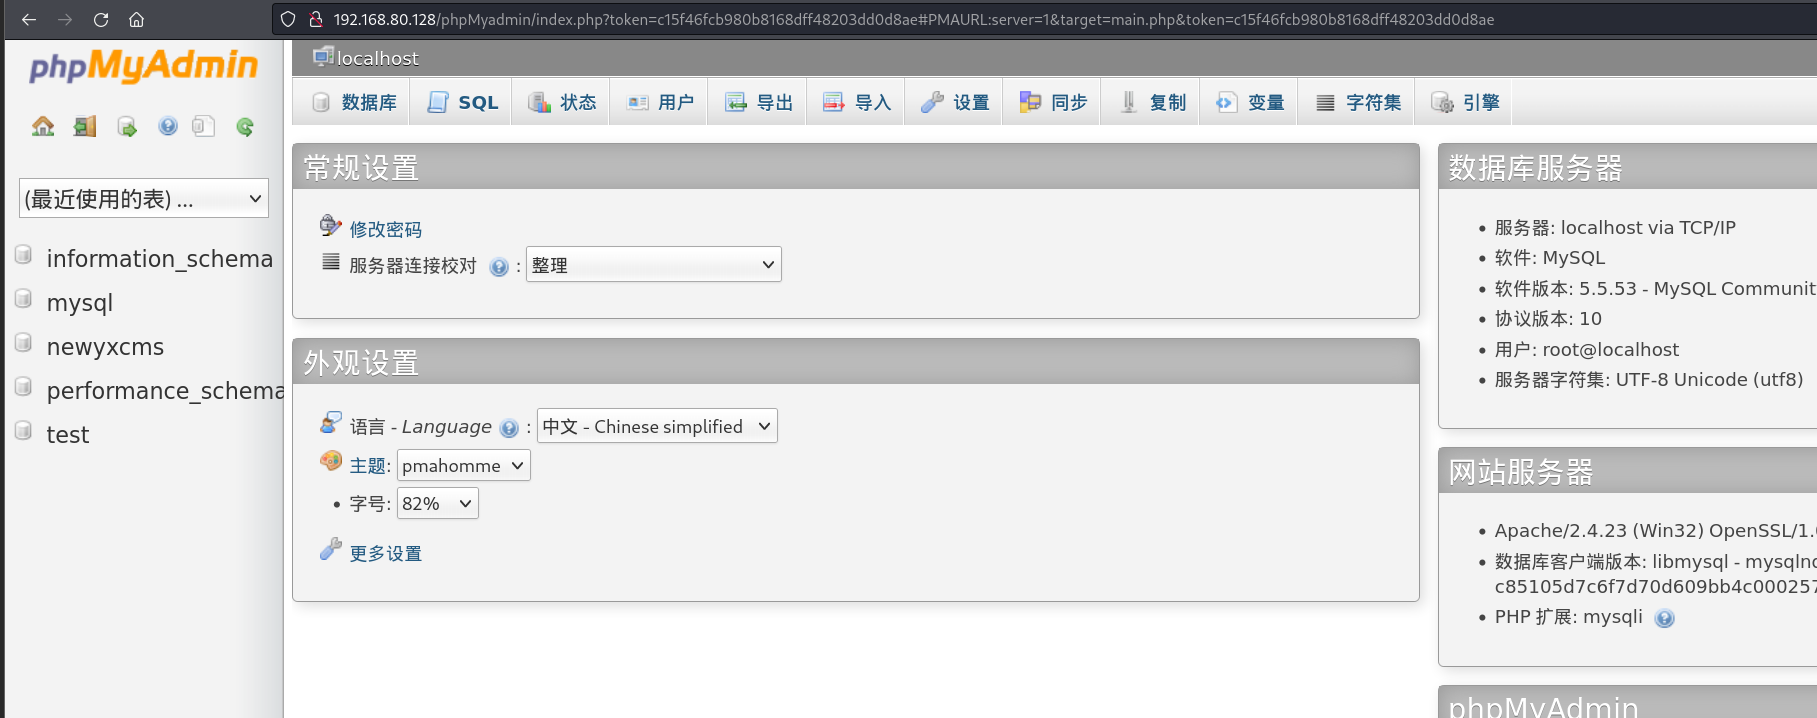 192.168.80.128/phpMyadmin/index.php?token=c15f46fcb980b8168dff48203dd0d8ae#PMAURL:server=1&target=main.php&token=c15f46fcb980b8168dff48203dd0d8ae
phpMyAdmin
(最近使用的表) ...
information_schema
mysql
newyxcms
performance_schema
test
localhost
数据库 SQL 状态 用户 导出 导入 设置 同步 复制 变量 字符集 引擎
常规设置
修改密码
服务器连接校对 : 整理
外观设置
语言 - Language : 中文 - Chinese simplified
主题: pmahomme
• 字号: 82%
更多设置
数据库服务器
• 服务器: localhost via TCP/IP
• 软件: MySQL
• 软件版本: 5.5.53 - MySQL Communit
• 协议版本: 10
• 用户: root@localhost
• 服务器字符集: UTF-8 Unicode (utf8)
网站服务器
• Apache/2.4.23 (Win32) OpenSSL/1.
• 数据库客户端版本: libmysql - mysqlnd
c85105d7c6f7d70d609bb4c000257
• PHP 扩展: mysqli
phpMyAdmin